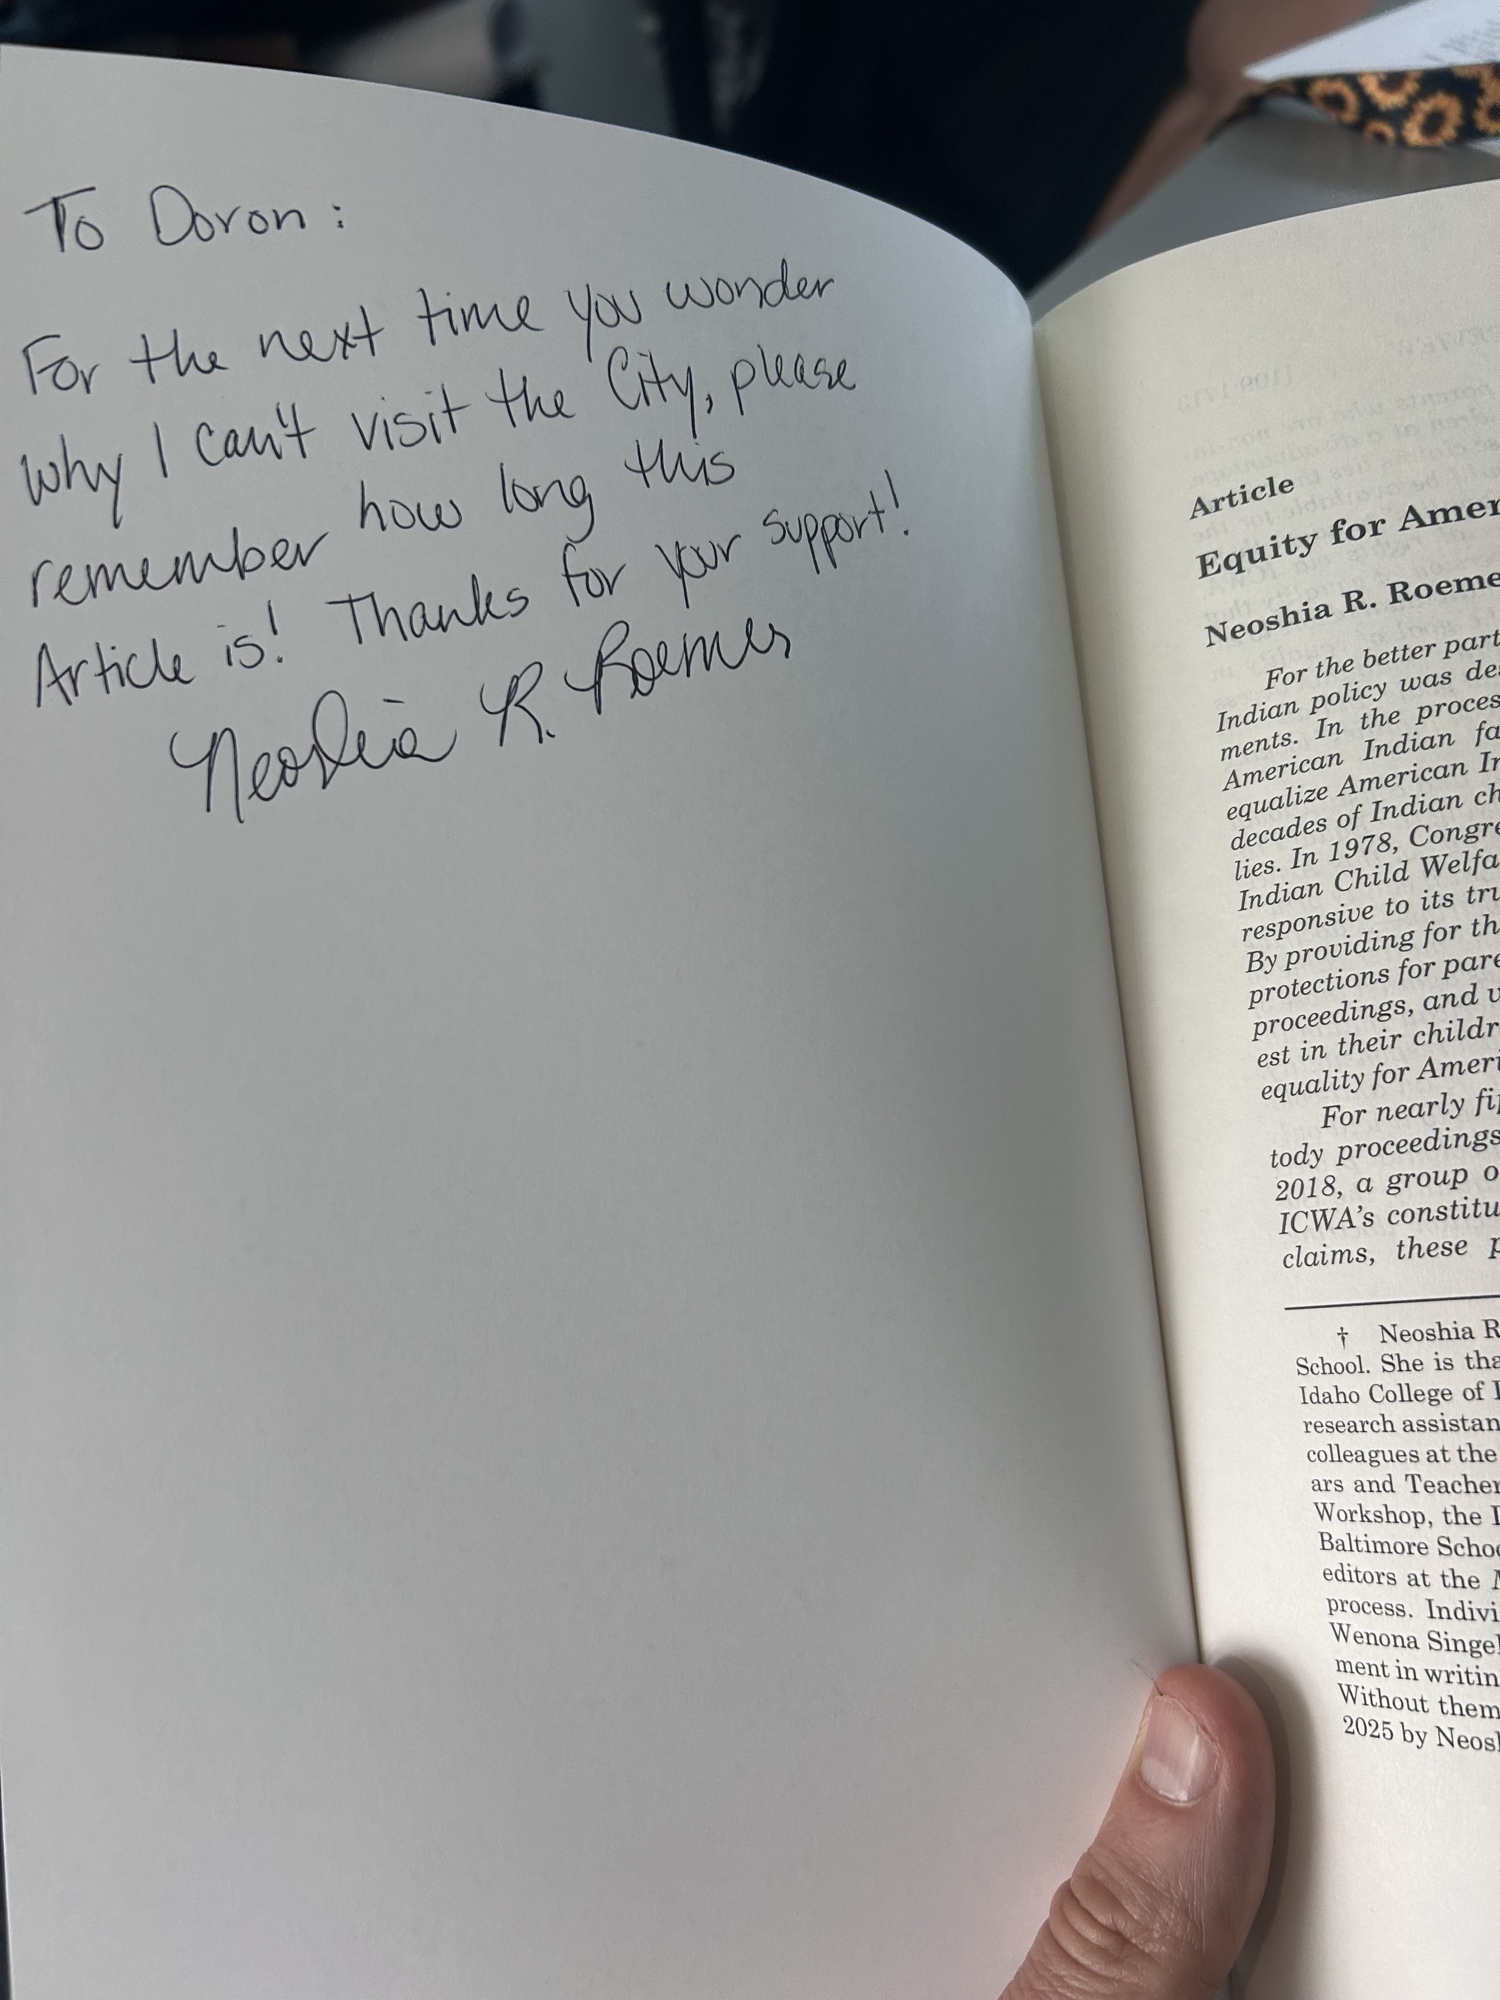 To Doron:
For the next time you wonder
why I can't visit the City, please
remember how long this
Article is! Thanks for your support!
Neoshia R. Roemer
[109:1713
Article
Equity for Amer
Neoshia R. Roeme
For the better part
Indian policy was de
ments. In the proces
American Indian fa
equalize American In
decades of Indian ch
lies. In 1978, Congre
Indian Child Welfa
responsive to its tru
By providing for th
protections for pare
proceedings, and u
est in their childr
equality for Ameri
For nearly fi
tody proceedings
2018, a group o
ICWA's constitu
claims, these p
† Neoshia R
School. She is tha
Idaho College of L
research assistan
colleagues at the
ars and Teacher
Workshop, the I
Baltimore Schoo
editors at the M
process. Indivi
Wenona Singel
ment in writin
Without them
2025 by Neosh